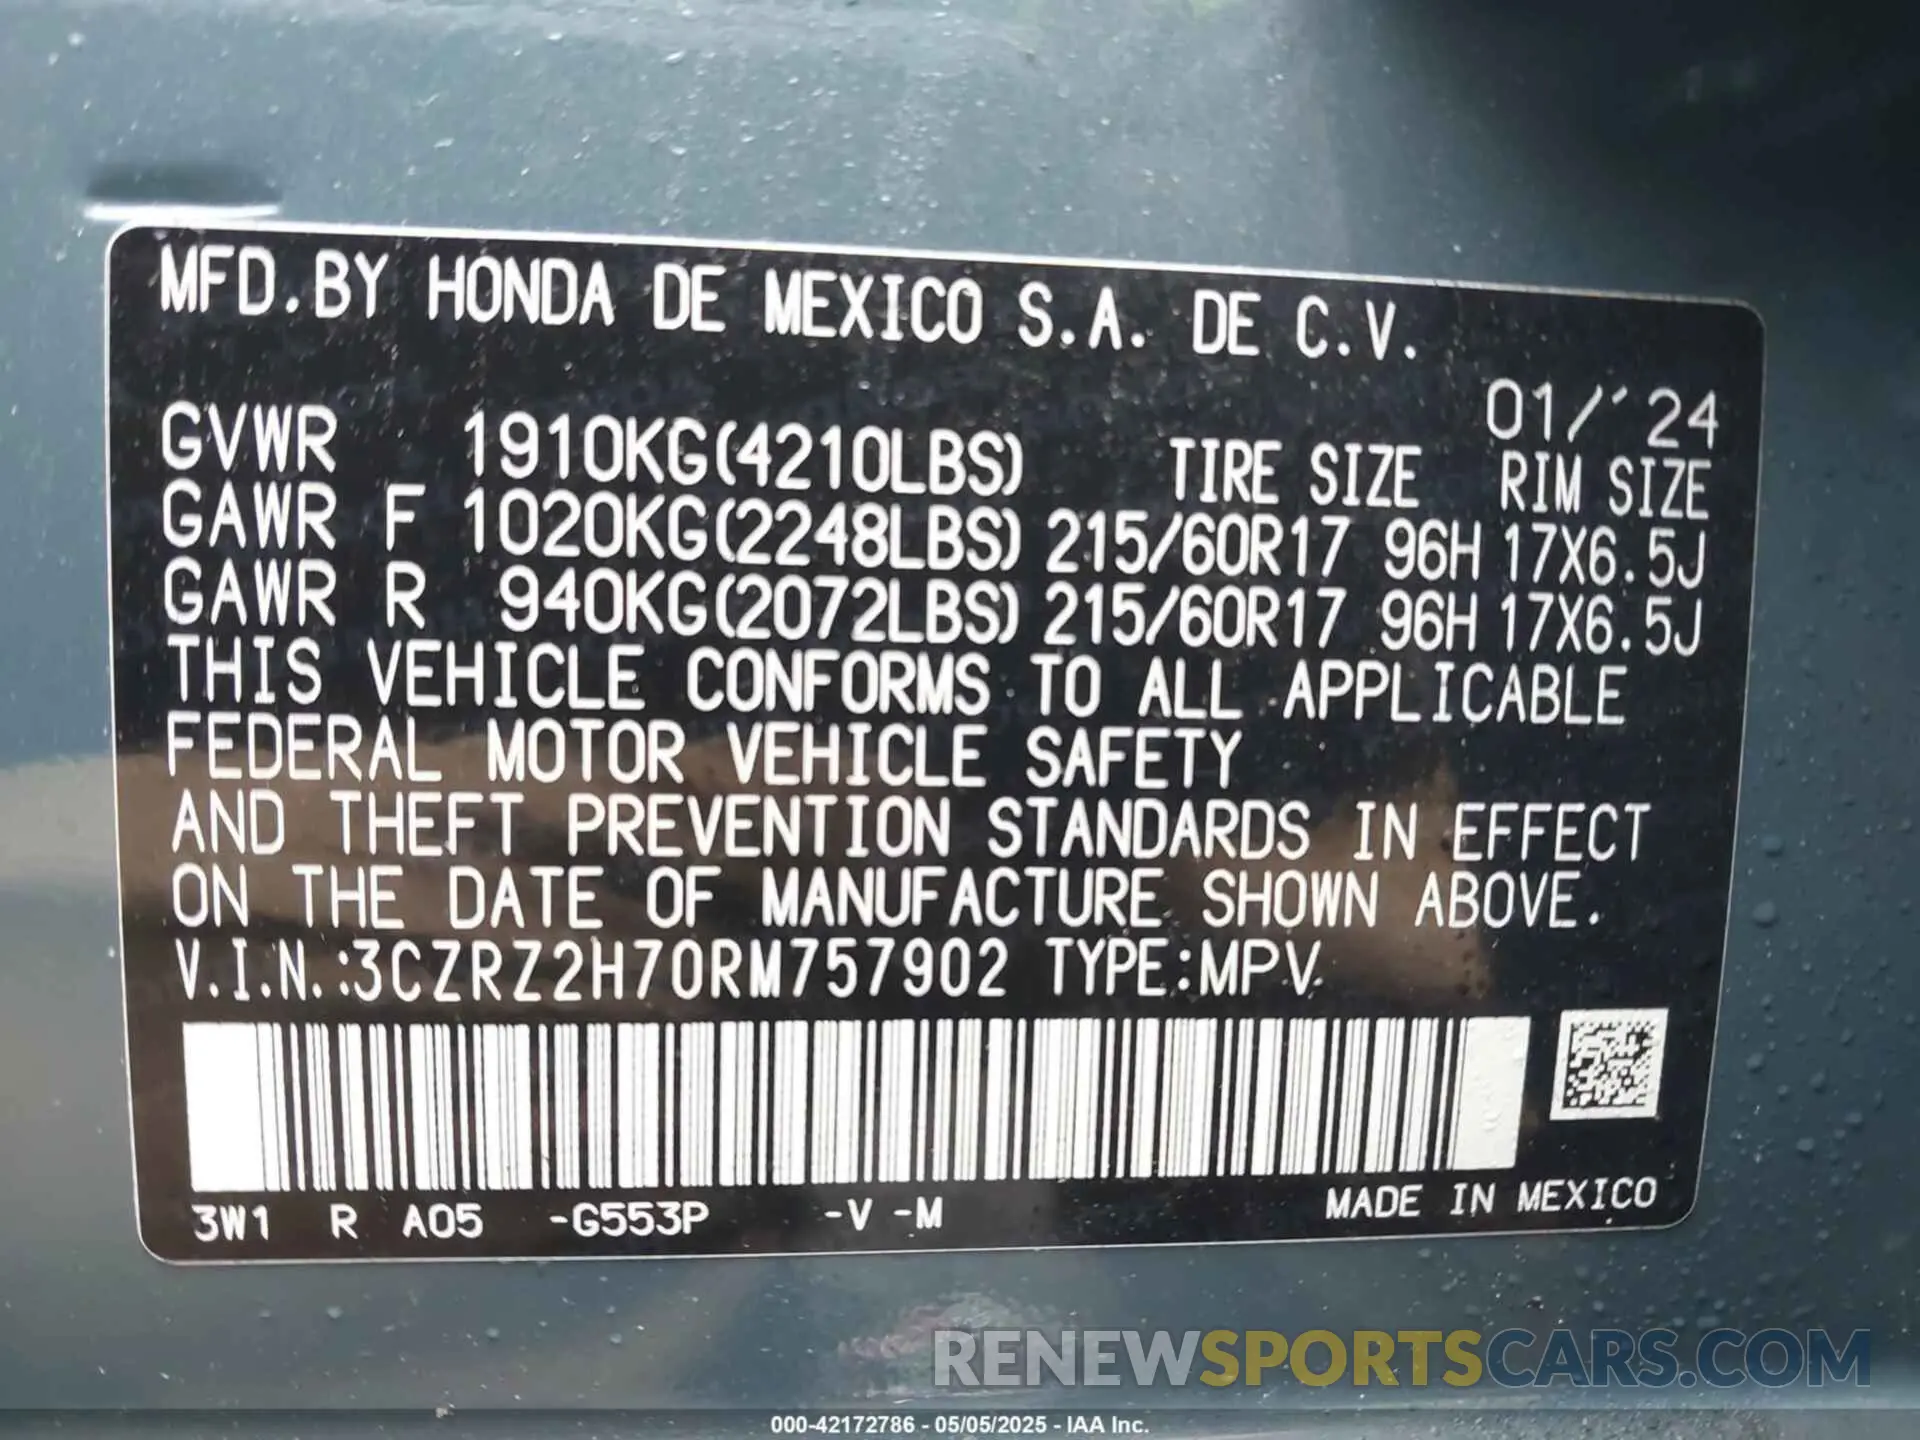 MFD.BY HONDA DE MEXICO S.A. DE C.V.
01/'24
GVWR 1910KG(4210LBS) TIRE SIZE RIM SIZE
GAWR F 1020KG(2248LBS) 215/60R17 96H 17X6.5J
GAWR R 940KG(2072LBS) 215/60R17 96H 17X6.5J
THIS VEHICLE CONFORMS TO ALL APPLICABLE
FEDERAL MOTOR VEHICLE SAFETY
AND THEFT PREVENTION STANDARDS IN EFFECT
ON THE DATE OF MANUFACTURE SHOWN ABOVE.
V.I.N.:3CZRZ2H70RM757902 TYPE:MPV
3W1 R A05 -G553P -V -M MADE IN MEXICO
RENEWSPORTSCARS.COM
000-42172786 - 05/05/2025 - IAA Inc.